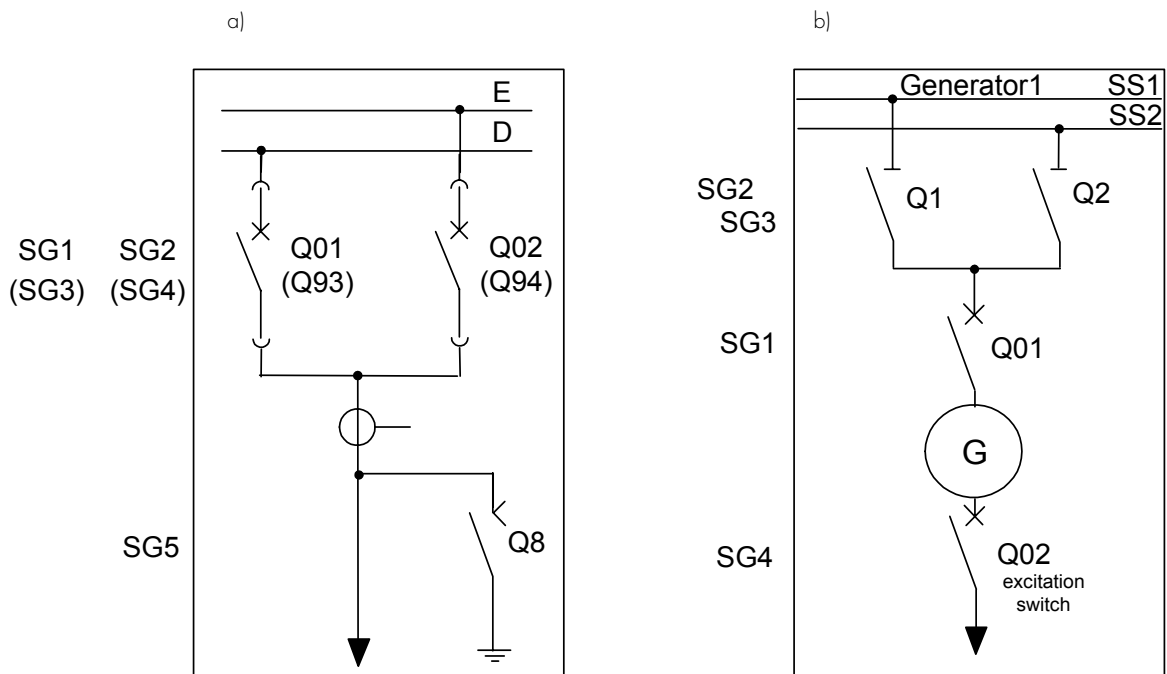 a)
E
D
SG1 SG2 Q01 Q02
(SG3) (SG4) (Q93) (Q94)
SG5 Q8
b)
Generator1 SS1
SS2
SG2
SG3
Q1 Q2
SG1 Q01
G
SG4 Q02
excitation
switch